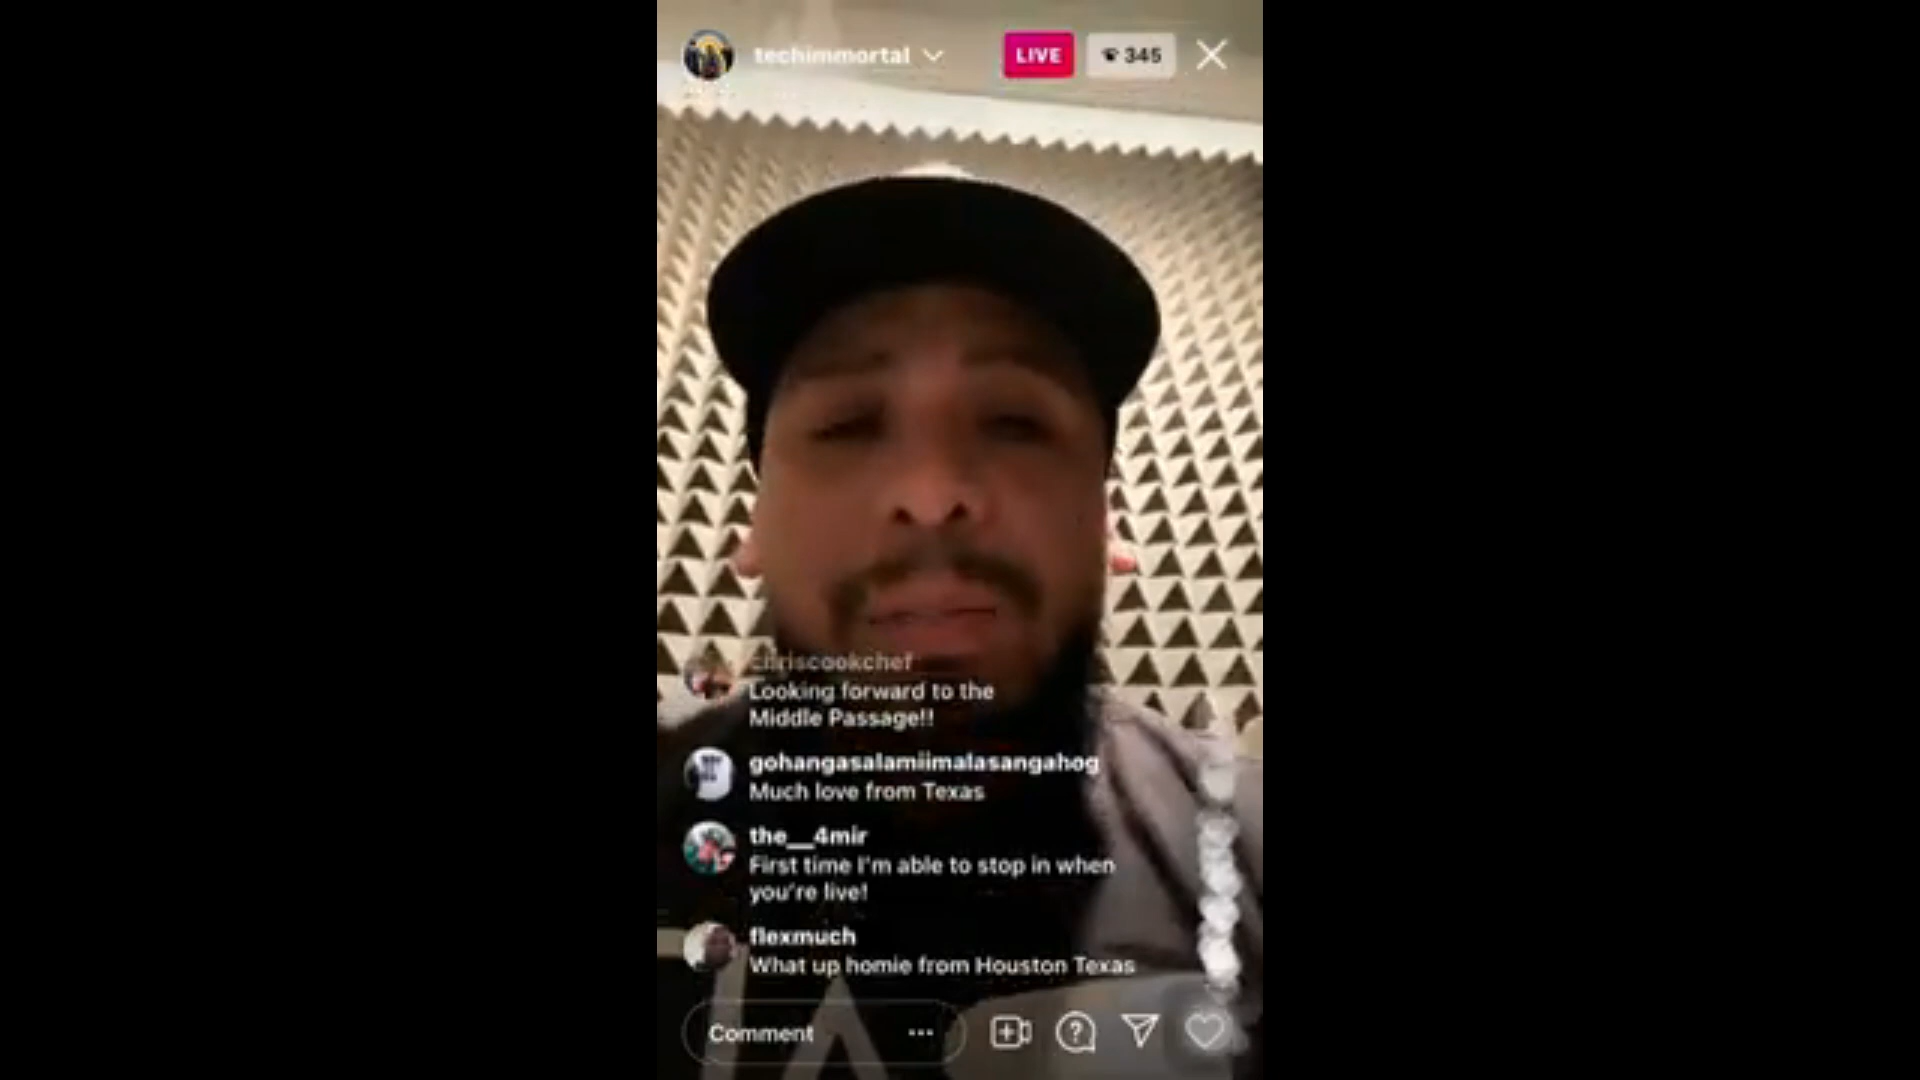 techimmortal
LIVE
345
chriscookchef
Looking forward to the
Middle Passage!!
gohangasalamiimalasangahog
Much love from Texas
the__4mir
First time I'm able to stop in when
you're live!
flexmuch
What up homie from Houston Texas
Comment